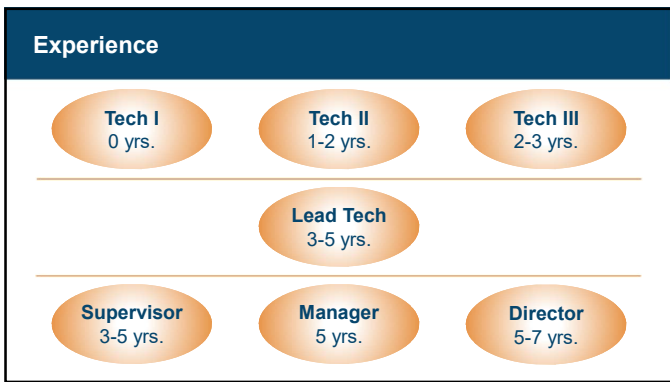 Experience
Tech I
0 yrs.
Tech II
1-2 yrs.
Tech III
2-3 yrs.
Lead Tech
3-5 yrs.
Supervisor
3-5 yrs.
Manager
5 yrs.
Director
5-7 yrs.